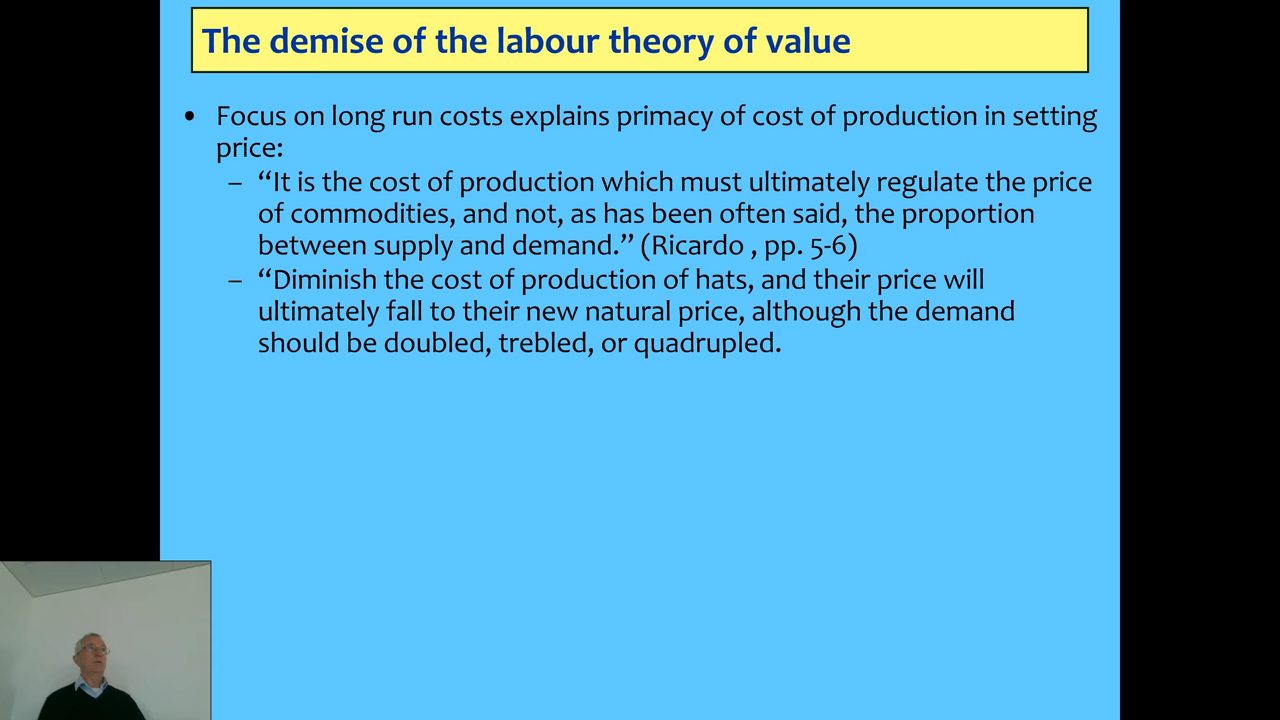 The demise of the labour theory of value
• Focus on long run costs explains primacy of cost of production in setting
price:
– “It is the cost of production which must ultimately regulate the price
of commodities, and not, as has been often said, the proportion
between supply and demand.” (Ricardo , pp. 5-6)
– “Diminish the cost of production of hats, and their price will
ultimately fall to their new natural price, although the demand
should be doubled, trebled, or quadrupled.